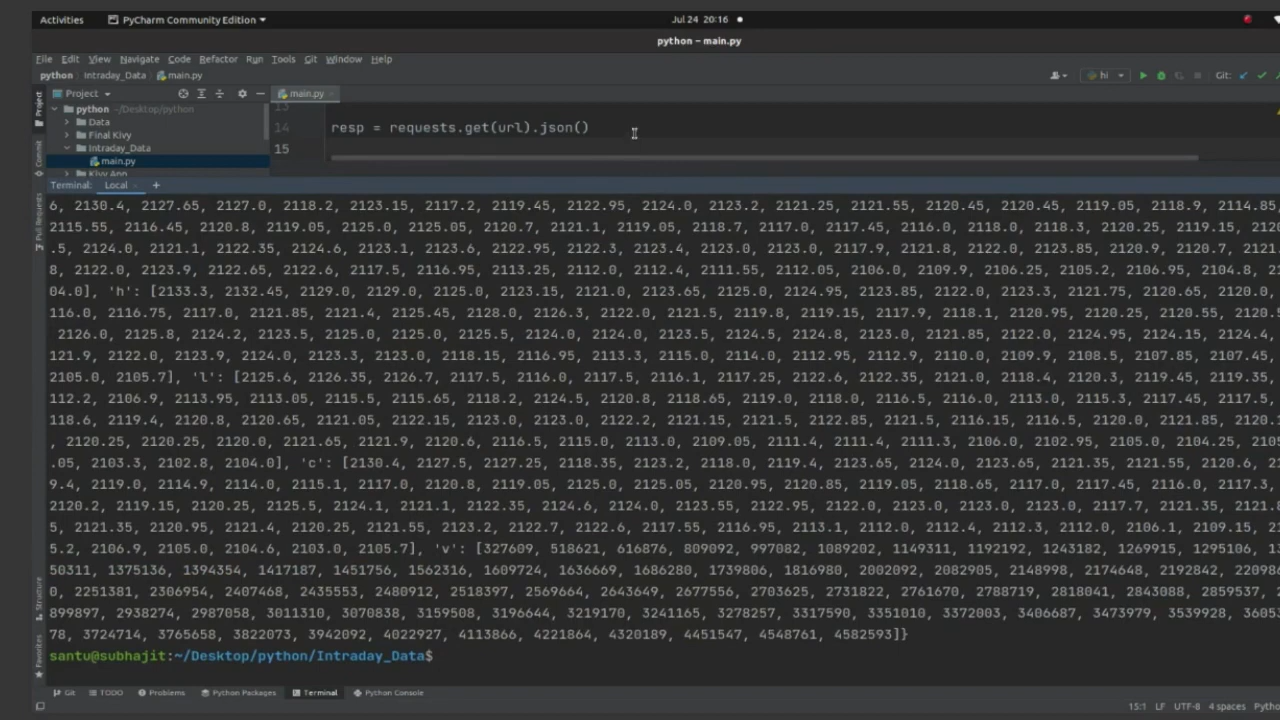 Activities PyCharm Community Edition Jul 24 20:16
python – main.py
File Edit View Navigate Code Refactor Run Tools Git Window Help
python Intraday_Data main.py hi Git:
Project main.py
python ~/Desktop/python
Data
Final Kivy
Intraday_Data
main.py
Kivy App
14 resp = requests.get(url).json()
15
Terminal: Local +
6, 2130.4, 2127.65, 2127.0, 2118.2, 2123.15, 2117.2, 2119.45, 2122.95, 2124.0, 2123.2, 2121.25, 2121.55, 2120.45, 2120.45, 2119.05, 2118.9, 2114.85,
2115.55, 2116.45, 2120.8, 2119.05, 2125.0, 2125.05, 2120.7, 2121.1, 2119.05, 2118.7, 2117.0, 2117.45, 2116.0, 2118.0, 2118.3, 2120.25, 2119.15, 2120
.5, 2124.0, 2121.1, 2122.35, 2124.6, 2123.1, 2123.6, 2122.95, 2122.3, 2123.4, 2123.0, 2123.0, 2117.9, 2121.8, 2122.0, 2123.85, 2120.9, 2120.7, 2121
8, 2122.0, 2123.9, 2122.65, 2122.6, 2117.5, 2116.95, 2113.25, 2112.0, 2112.4, 2111.55, 2112.05, 2106.0, 2109.9, 2106.25, 2105.2, 2106.95, 2104.8,
04.0], 'h': [2133.3, 2132.45, 2129.0, 2129.0, 2125.0, 2123.15, 2121.0, 2123.65, 2125.0, 2124.95, 2123.85, 2122.0, 2123.3, 2121.75, 2120.65, 2120.0,
116.0, 2116.75, 2117.0, 2121.85, 2121.4, 2125.45, 2128.0, 2126.3, 2122.0, 2121.5, 2119.8, 2119.15, 2117.9, 2118.1, 2120.95, 2120.25, 2120.55, 2120.5
2126.0, 2125.8, 2124.2, 2123.5, 2125.0, 2125.0, 2125.5, 2124.0, 2124.0, 2123.5, 2124.5, 2124.8, 2123.0, 2121.85, 2122.0, 2124.95, 2124.15, 2124.4,
121.9, 2122.0, 2123.9, 2124.0, 2123.3, 2123.0, 2118.15, 2116.95, 2113.3, 2115.0, 2114.0, 2112.95, 2112.9, 2110.0, 2109.9, 2108.5, 2107.85, 2107.45,
2105.0, 2105.7], 'l': [2125.6, 2126.35, 2126.7, 2117.5, 2116.0, 2117.5, 2116.1, 2117.25, 2122.6, 2122.35, 2121.0, 2118.4, 2120.3, 2119.45, 2119.35,
112.2, 2106.9, 2113.95, 2113.05, 2115.5, 2115.65, 2118.2, 2124.5, 2120.8, 2118.65, 2119.0, 2118.0, 2116.5, 2116.0, 2113.0, 2115.3, 2117.45, 2117.5,
118.6, 2119.4, 2120.8, 2120.65, 2121.05, 2122.15, 2123.0, 2123.0, 2122.2, 2121.15, 2121.5, 2122.85, 2121.5, 2116.15, 2116.5, 2120.0, 2121.85, 2120.
, 2120.25, 2120.25, 2120.0, 2121.65, 2121.9, 2120.6, 2116.5, 2115.0, 2113.0, 2109.05, 2111.4, 2111.4, 2111.3, 2106.0, 2102.95, 2105.0, 2104.25, 210
.05, 2103.3, 2102.8, 2104.0], 'c': [2130.4, 2127.5, 2127.25, 2118.35, 2123.2, 2118.0, 2119.4, 2123.65, 2124.0, 2123.65, 2121.35, 2121.55, 2120.6,
9.4, 2119.0, 2114.9, 2114.0, 2115.1, 2117.0, 2120.8, 2119.05, 2125.0, 2125.05, 2120.95, 2120.85, 2119.05, 2118.65, 2117.0, 2117.45, 2116.0, 2117.3,
2120.2, 2119.15, 2120.25, 2125.5, 2124.1, 2121.1, 2122.35, 2124.6, 2124.0, 2123.55, 2122.95, 2122.0, 2123.0, 2123.0, 2117.7, 2121.35, 2121.8
5, 2121.35, 2120.95, 2121.4, 2120.25, 2121.55, 2123.2, 2122.7, 2122.6, 2117.55, 2116.95, 2113.1, 2112.0, 2112.4, 2112.3, 2112.0, 2106.1, 2109.15,
5.2, 2106.9, 2105.0, 2104.6, 2103.0, 2105.7], 'v': [327609, 518621, 616876, 809092, 997082, 1089202, 1149311, 1192192, 1243182, 1269915, 1295106,
50311, 1375136, 1394354, 1417187, 1451756, 1562316, 1609724, 1636669, 1686280, 1739806, 1816980, 2002092, 2082905, 2148998, 2174648, 2192842, 22098
0, 2251381, 2306954, 2407468, 2435553, 2480912, 2518397, 2569664, 2643649, 2677556, 2703625, 2731822, 2761670, 2788719, 2818041, 2843088, 2859537,
899897, 2938274, 2987058, 3011310, 3070838, 3159508, 3196644, 3219170, 3241165, 3278257, 3317590, 3351010, 3372003, 3406687, 3473979, 3539928, 3605
78, 3724714, 3765658, 3822073, 3942092, 4022927, 4113866, 4221864, 4320189, 4451547, 4548761, 4582593]}
santu@subhajit:~/Desktop/python/Intraday_Data$
Git TODO Problems Python Packages Terminal Python Console
15:1 LF UTF-8 4 spaces
Project
Commit
Pull Requests
Structure
Favorites